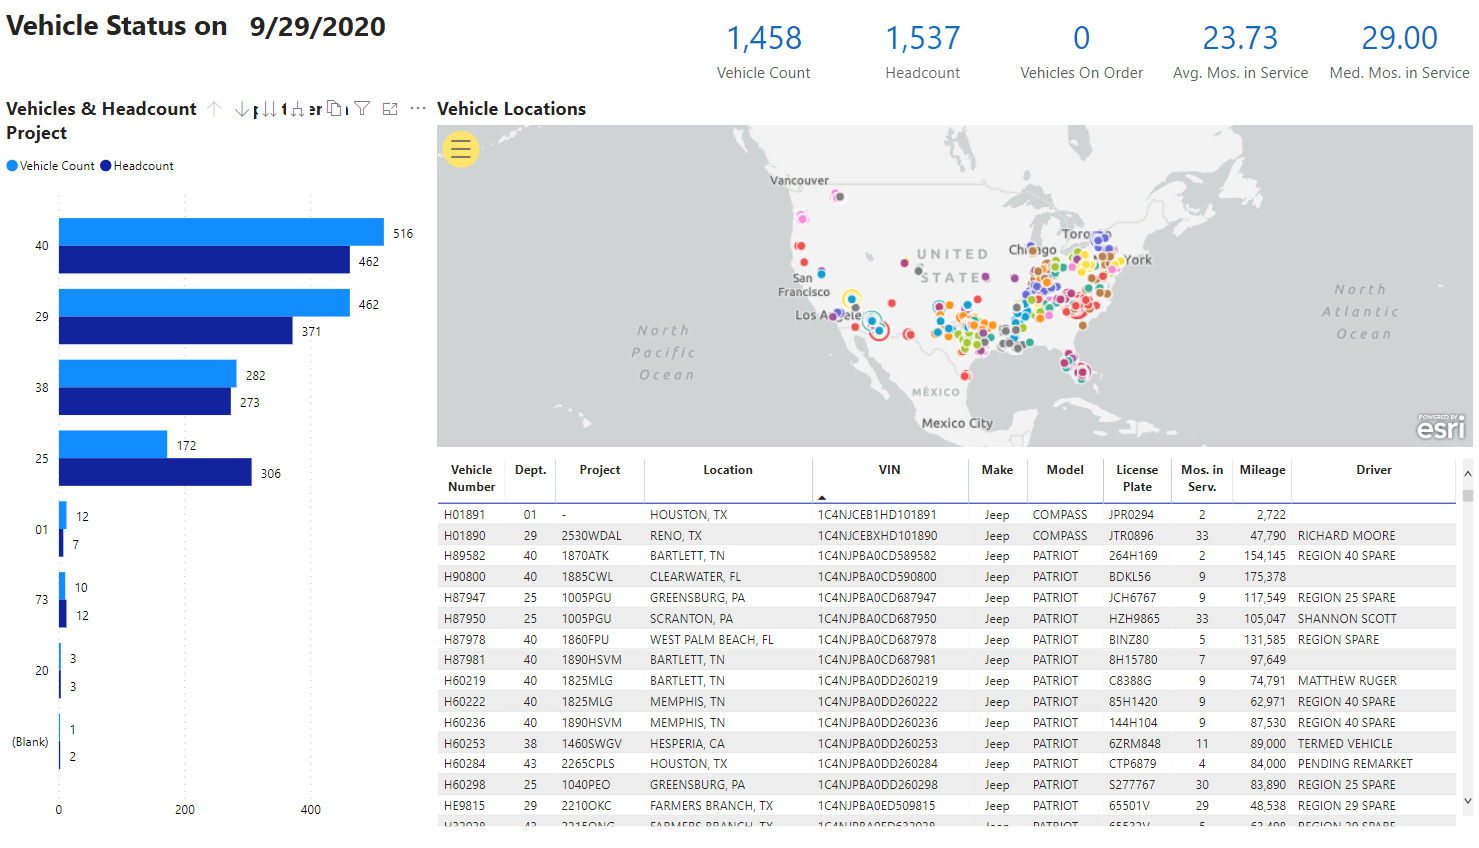 Vehicle Status on 9/29/2020
1,458
Vehicle Count
1,537
Headcount
0
Vehicles On Order
23.73
Avg. Mos. in Service
29.00
Med. Mos. in Service
Vehicles & Headcount
Project
Vehicle Count Headcount
40 516
462
29 462
371
38 282
273
25 172
306
01 12
7
73 10
12
20 3
3
(Blank) 1
2
0 200 400
Vehicle Locations
Vancouver
Toronto
Chicago
York
UNITED
STATES
San
Francisco
Los Angeles
North
Pacific
Ocean
North
Atlantic
Ocean
MÉXICO
Mexico City
POWERED BY
esri
Vehicle Number Dept. Project Location VIN Make Model License Plate Mos. in Serv. Mileage Driver
H01891 01 - HOUSTON, TX 1C4NJCEB1HD101891 Jeep COMPASS JPR0294 2 2,722
H01890 29 2530WDAL RENO, TX 1C4NJCEBXHD101890 Jeep COMPASS JTR0896 33 47,790 RICHARD MOORE
H89582 40 1870ATK BARTLETT, TN 1C4NJPBA0CD589582 Jeep PATRIOT 264H169 2 154,145 REGION 40 SPARE
H90800 40 1885CWL CLEARWATER, FL 1C4NJPBA0CD590800 Jeep PATRIOT BDKL56 9 175,378
H87947 25 1005PGU GREENSBURG, PA 1C4NJPBA0CD687947 Jeep PATRIOT JCH6767 9 117,549 REGION 25 SPARE
H87950 25 1005PGU SCRANTON, PA 1C4NJPBA0CD687950 Jeep PATRIOT HZH9865 33 105,047 SHANNON SCOTT
H87978 40 1860FPU WEST PALM BEACH, FL 1C4NJPBA0CD687978 Jeep PATRIOT BINZ80 5 131,585 REGION SPARE
H87981 40 1890HSVM BARTLETT, TN 1C4NJPBA0CD687981 Jeep PATRIOT 8H15780 7 97,649
H60219 40 1825MLG BARTLETT, TN 1C4NJPBA0DD260219 Jeep PATRIOT C8388G 9 74,791 MATTHEW RUGER
H60222 40 1825MLG MEMPHIS, TN 1C4NJPBA0DD260222 Jeep PATRIOT 85H1420 9 62,971 REGION 40 SPARE
H60236 40 1890HSVM MEMPHIS, TN 1C4NJPBA0DD260236 Jeep PATRIOT 144H104 9 87,530 REGION 40 SPARE
H60253 38 1460SWGV HESPERIA, CA 1C4NJPBA0DD260253 Jeep PATRIOT 6ZRM848 11 89,000 TERMED VEHICLE
H60284 43 2265CPLS HOUSTON, TX 1C4NJPBA0DD260284 Jeep PATRIOT CTP6879 4 84,000 PENDING REMARKET
H60298 25 1040PEO GREENSBURG, PA 1C4NJPBA0DD260298 Jeep PATRIOT S277767 30 83,890 REGION 25 SPARE
HE9815 29 2210OKC FARMERS BRANCH, TX 1C4NJPBA0ED509815 Jeep PATRIOT 65501V 29 48,538 REGION 29 SPARE